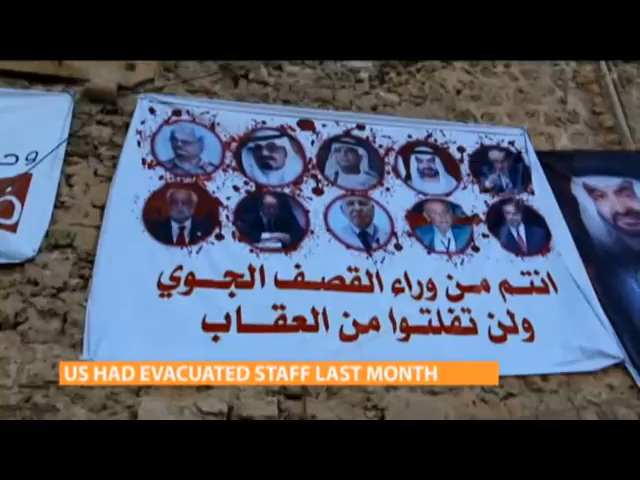 انتم من وراء القصف الجوي
ولن تفلتوا من العقاب
US HAD EVACUATED STAFF LAST MONTH